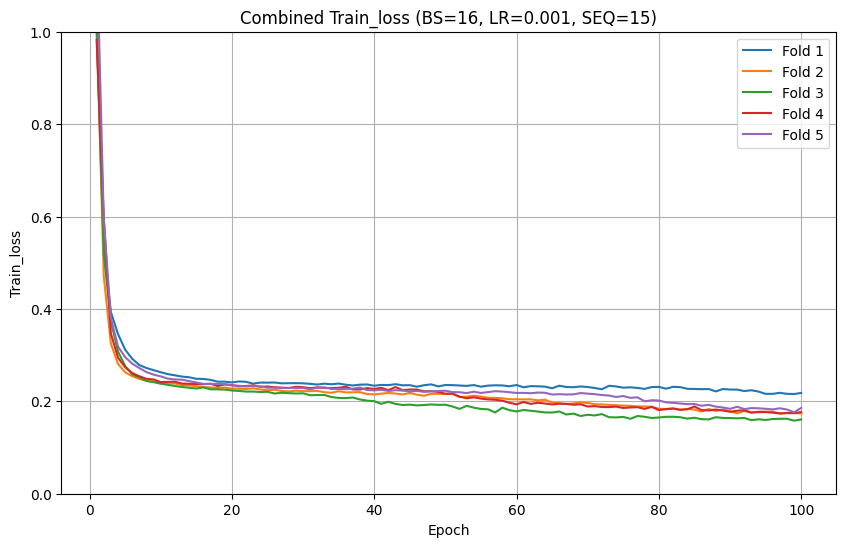 Combined Train_loss (BS=16, LR=0.001, SEQ=15)
1.0
0.8
0.6
0.4
0.2
0.0
Train_loss
0 20 40 60 80 100
Epoch
Fold 1
Fold 2
Fold 3
Fold 4
Fold 5